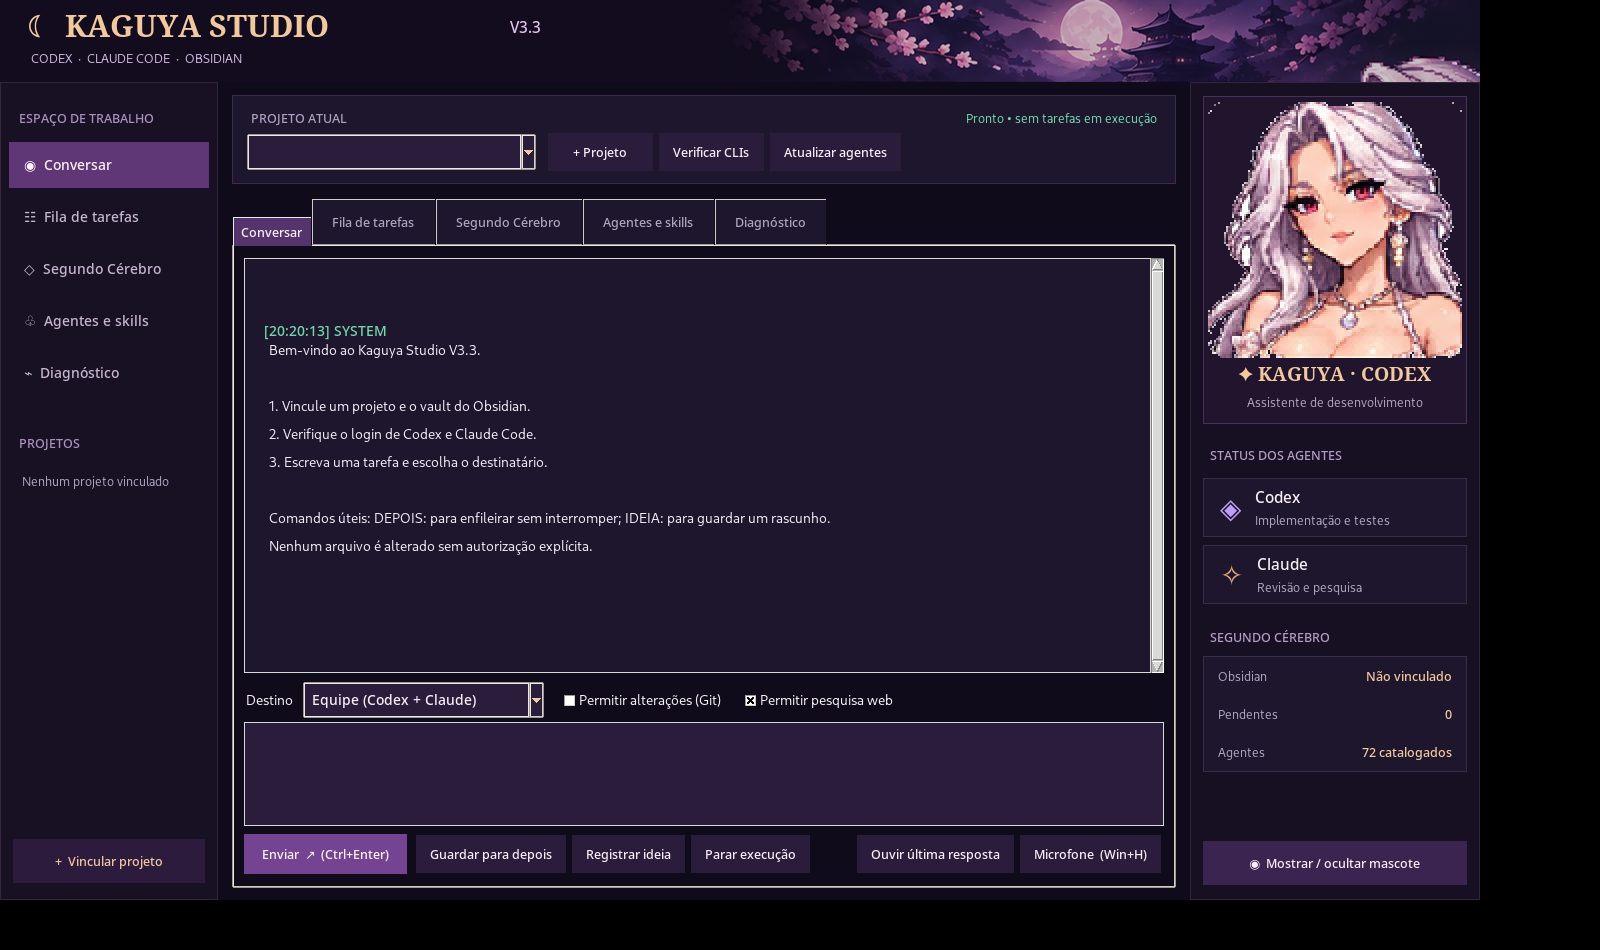 ☾ KAGUYA STUDIO
V3.3
CODEX · CLAUDE CODE · OBSIDIAN
ESPAÇO DE TRABALHO
◉ Conversar
☷ Fila de tarefas
◇ Segundo Cérebro
♧ Agentes e skills
⌁ Diagnóstico
PROJETOS
Nenhum projeto vinculado
+ Vincular projeto
PROJETO ATUAL
Pronto • sem tarefas em execução
+ Projeto
Verificar CLIs
Atualizar agentes
Conversar
Fila de tarefas
Segundo Cérebro
Agentes e skills
Diagnóstico
[20:20:13] SYSTEM
Bem-vindo ao Kaguya Studio V3.3.
1. Vincule um projeto e o vault do Obsidian.
2. Verifique o login de Codex e Claude Code.
3. Escreva uma tarefa e escolha o destinatário.
Comandos úteis: DEPOIS: para enfileirar sem interromper; IDEIA: para guardar um rascunho.
Nenhum arquivo é alterado sem autorização explícita.
Destino
Equipe (Codex + Claude)
Permitir alterações (Git)
Permitir pesquisa web
Enviar ↗ (Ctrl+Enter)
Guardar para depois
Registrar ideia
Parar execução
Ouvir última resposta
Microfone (Win+H)
✦ KAGUYA · CODEX
Assistente de desenvolvimento
STATUS DOS AGENTES
◈ Codex
Implementação e testes
✧ Claude
Revisão e pesquisa
SEGUNDO CÉREBRO
Obsidian Não vinculado
Pendentes 0
Agentes 72 catalogados
◉ Mostrar / ocultar mascote